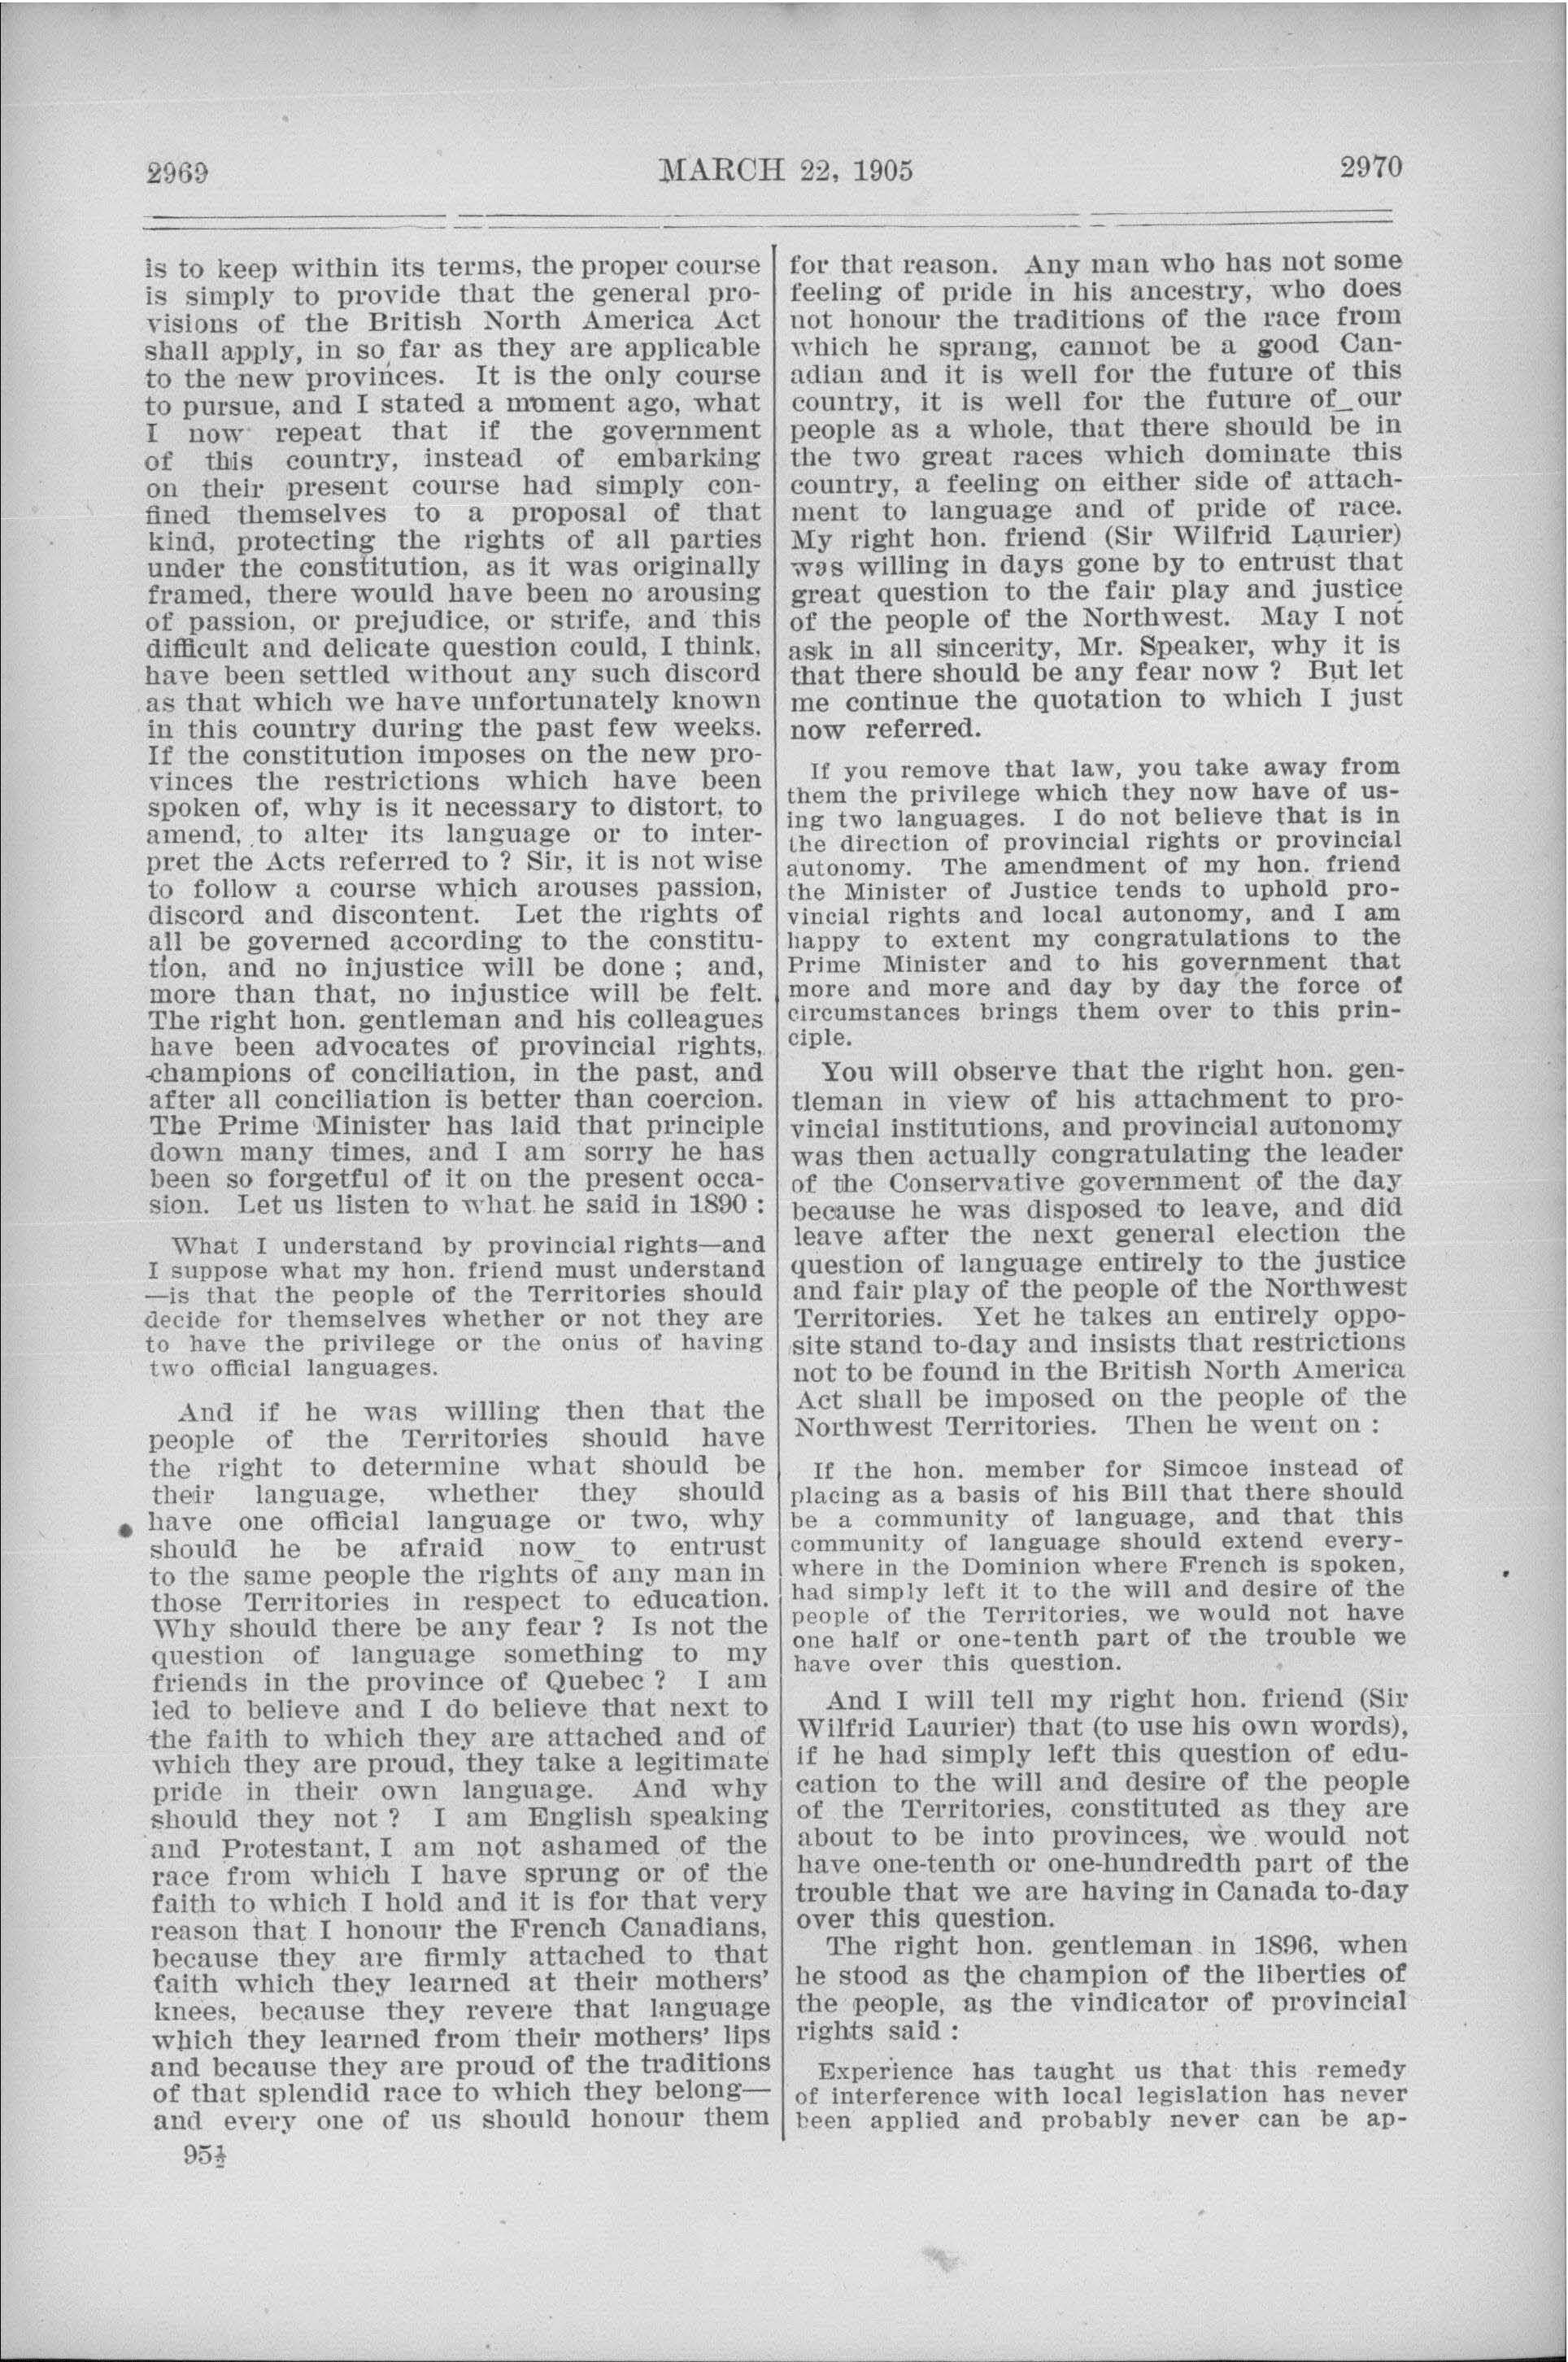 2969
MARCH 22, 1905
2970
is to keep within its terms, the proper course
is simply to provide that the general pro-
visions of the British North America Act
shall apply, in so far as they are applicable
to the new provinces. It is the only course
to pursue, and I stated a moment ago, what
I now repeat that if the government
of this country, instead of embarking
on their present course had simply con-
fined themselves to a proposal of that
kind, protecting the rights of all parties
under the constitution, as it was originally
framed, there would have been no arousing
of passion, or prejudice, or strife, and this
difficult and delicate question could, I think,
have been settled without any such discord
as that which we have unfortunately known
in this country during the past few weeks.
If the constitution imposes on the new pro-
vinces the restrictions which have been
spoken of, why is it necessary to distort, to
amend, to alter its language or to inter-
pret the Acts referred to ? Sir, it is not wise
to follow a course which arouses passion,
discord and discontent. Let the rights of
all be governed according to the constitu-
tion, and no injustice will be done ; and,
more than that, no injustice will be felt.
The right hon. gentleman and his colleagues
have been advocates of provincial rights,
champions of conciliation, in the past, and
after all conciliation is better than coercion.
The Prime Minister has laid that principle
down many times, and I am sorry he has
been so forgetful of it on the present occa-
sion. Let us listen to what he said in 1890 :
What I understand by provincial rights—and
I suppose what my hon. friend must understand
—is that the people of the Territories should
decide for themselves whether or not they are
to have the privilege or the onus of having
two official languages.
And if he was willing then that the
people of the Territories should have
the right to determine what should be
their language, whether they should
have one official language or two, why
should he be afraid now to entrust
to the same people the rights of any man in
those Territories in respect to education.
Why should there be any fear ? Is not the
question of language something to my
friends in the province of Quebec ? I am
led to believe and I do believe that next to
the faith to which they are attached and of
which they are proud, they take a legitimate
pride in their own language. And why
should they not ? I am English speaking
and Protestant, I am not ashamed of the
race from which I have sprung or of the
faith to which I hold and it is for that very
reason that I honour the French Canadians,
because they are firmly attached to that
faith which they learned at their mothers'
knees, because they revere that language
which they learned from their mothers' lips
and because they are proud of the traditions
of that splendid race to which they belong—
and every one of us should honour them
95½
for that reason. Any man who has not some
feeling of pride in his ancestry, who does
not honour the traditions of the race from
which he sprang, cannot be a good Can-
adian and it is well for the future of this
country, it is well for the future of our
people as a whole, that there should be in
the two great races which dominate this
country, a feeling on either side of attach-
ment to language and of pride of race.
My right hon. friend (Sir Wilfrid Laurier)
was willing in days gone by to entrust that
great question to the fair play and justice
of the people of the Northwest. May I not
ask in all sincerity, Mr. Speaker, why it is
that there should be any fear now ? But let
me continue the quotation to which I just
now referred.
If you remove that law, you take away from
them the privilege which they now have of us-
ing two languages. I do not believe that is in
the direction of provincial rights or provincial
autonomy. The amendment of my hon. friend
the Minister of Justice tends to uphold pro-
vincial rights and local autonomy, and I am
happy to extent my congratulations to the
Prime Minister and to his government that
more and more and day by day the force of
circumstances brings them over to this prin-
ciple.
You will observe that the right hon. gen-
tleman in view of his attachment to pro-
vincial institutions, and provincial autonomy
was then actually congratulating the leader
of the Conservative government of the day
because he was disposed to leave, and did
leave after the next general election the
question of language entirely to the justice
and fair play of the people of the Northwest
Territories. Yet he takes an entirely oppo-
site stand to-day and insists that restrictions
not to be found in the British North America
Act shall be imposed on the people of the
Northwest Territories. Then he went on :
If the hon. member for Simcoe instead of
placing as a basis of his Bill that there should
be a community of language, and that this
community of language should extend every-
where in the Dominion where French is spoken,
had simply left it to the will and desire of the
people of the Territories, we would not have
one half or one-tenth part of the trouble we
have over this question.
And I will tell my right hon. friend (Sir
Wilfrid Laurier) that (to use his own words),
if he had simply left this question of edu-
cation to the will and desire of the people
of the Territories, constituted as they are
about to be into provinces, we would not
have one-tenth or one-hundredth part of the
trouble that we are having in Canada to-day
over this question.
The right hon. gentleman in 1896, when
he stood as the champion of the liberties of
the people, as the vindicator of provincial
rights said :
Experience has taught us that this remedy
of interference with local legislation has never
been applied and probably never can be ap-